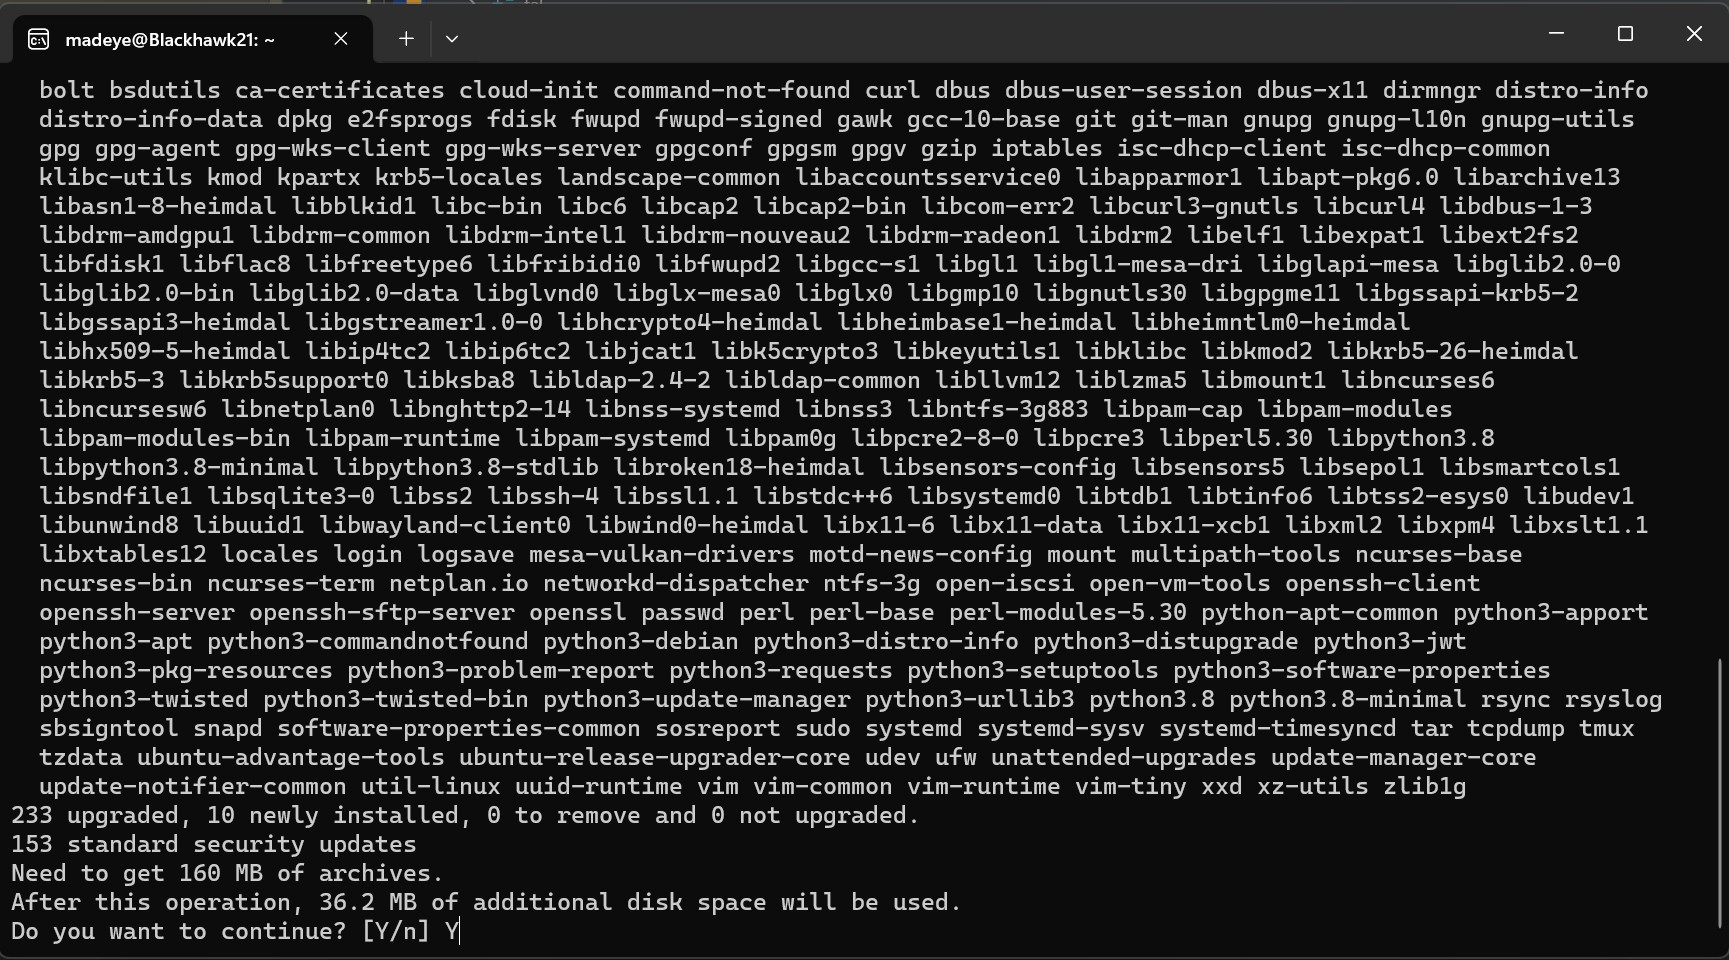 madeye@Blackhawk21: ~
bolt bsdutils ca-certificates cloud-init command-not-found curl dbus dbus-user-session dbus-x11 dirmngr distro-info
distro-info-data dpkg e2fsprogs fdisk fwupd fwupd-signed gawk gcc-10-base git git-man gnupg gnupg-l10n gnupg-utils
gpg gpg-agent gpg-wks-client gpg-wks-server gpgconf gpgsm gpgv gzip iptables isc-dhcp-client isc-dhcp-common
klibc-utils kmod kpartx krb5-locales landscape-common libaccountsservice0 libapparmor1 libapt-pkg6.0 libarchive13
libasn1-8-heimdal libblkid1 libc-bin libc6 libcap2 libcap2-bin libcom-err2 libcurl3-gnutls libcurl4 libdbus-1-3
libdrm-amdgpu1 libdrm-common libdrm-intel1 libdrm-nouveau2 libdrm-radeon1 libdrm2 libelf1 libexpat1 libext2fs2
libfdisk1 libflac8 libfreetype6 libfribidi0 libfwupd2 libgcc-s1 libgl1 libgl1-mesa-dri libglapi-mesa libglib2.0-0
libglib2.0-bin libglib2.0-data libglvnd0 libglx-mesa0 libglx0 libgmp10 libgnutls30 libgpgme11 libgssapi-krb5-2
libgssapi3-heimdal libgstreamer1.0-0 libhcrypto4-heimdal libheimbase1-heimdal libheimntlm0-heimdal
libhx509-5-heimdal libip4tc2 libip6tc2 libjcat1 libk5crypto3 libkeyutils1 libklibc libkmod2 libkrb5-26-heimdal
libkrb5-3 libkrb5support0 libksba8 libldap-2.4-2 libldap-common libllvm12 liblzma5 libmount1 libncurses6
libncursesw6 libnetplan0 libnghttp2-14 libnss-systemd libnss3 libntfs-3g883 libpam-cap libpam-modules
libpam-modules-bin libpam-runtime libpam-systemd libpam0g libpcre2-8-0 libpcre3 libperl5.30 libpython3.8
libpython3.8-minimal libpython3.8-stdlib libroken18-heimdal libsensors-config libsensors5 libsepol1 libsmartcols1
libsndfile1 libsqlite3-0 libss2 libssh-4 libssl1.1 libstdc++6 libsystemd0 libtdb1 libtinfo6 libtss2-esys0 libudev1
libunwind8 libuuid1 libwayland-client0 libwind0-heimdal libx11-6 libx11-data libx11-xcb1 libxml2 libxpm4 libxslt1.1
libxtables12 locales login logsave mesa-vulkan-drivers motd-news-config mount multipath-tools ncurses-base
ncurses-bin ncurses-term netplan.io networkd-dispatcher ntfs-3g open-iscsi open-vm-tools openssh-client
openssh-server openssh-sftp-server openssl passwd perl perl-base perl-modules-5.30 python-apt-common python3-apport
python3-apt python3-commandnotfound python3-debian python3-distro-info python3-distupgrade python3-jwt
python3-pkg-resources python3-problem-report python3-requests python3-setuptools python3-software-properties
python3-twisted python3-twisted-bin python3-update-manager python3-urllib3 python3.8 python3.8-minimal rsync rsyslog
sbsigntool snapd software-properties-common sosreport sudo systemd systemd-sysv systemd-timesyncd tar tcpdump tmux
tzdata ubuntu-advantage-tools ubuntu-release-upgrader-core udev ufw unattended-upgrades update-manager-core
update-notifier-common util-linux uuid-runtime vim vim-common vim-runtime vim-tiny xxd xz-utils zlib1g
233 upgraded, 10 newly installed, 0 to remove and 0 not upgraded.
153 standard security updates
Need to get 160 MB of archives.
After this operation, 36.2 MB of additional disk space will be used.
Do you want to continue? [Y/n] Y